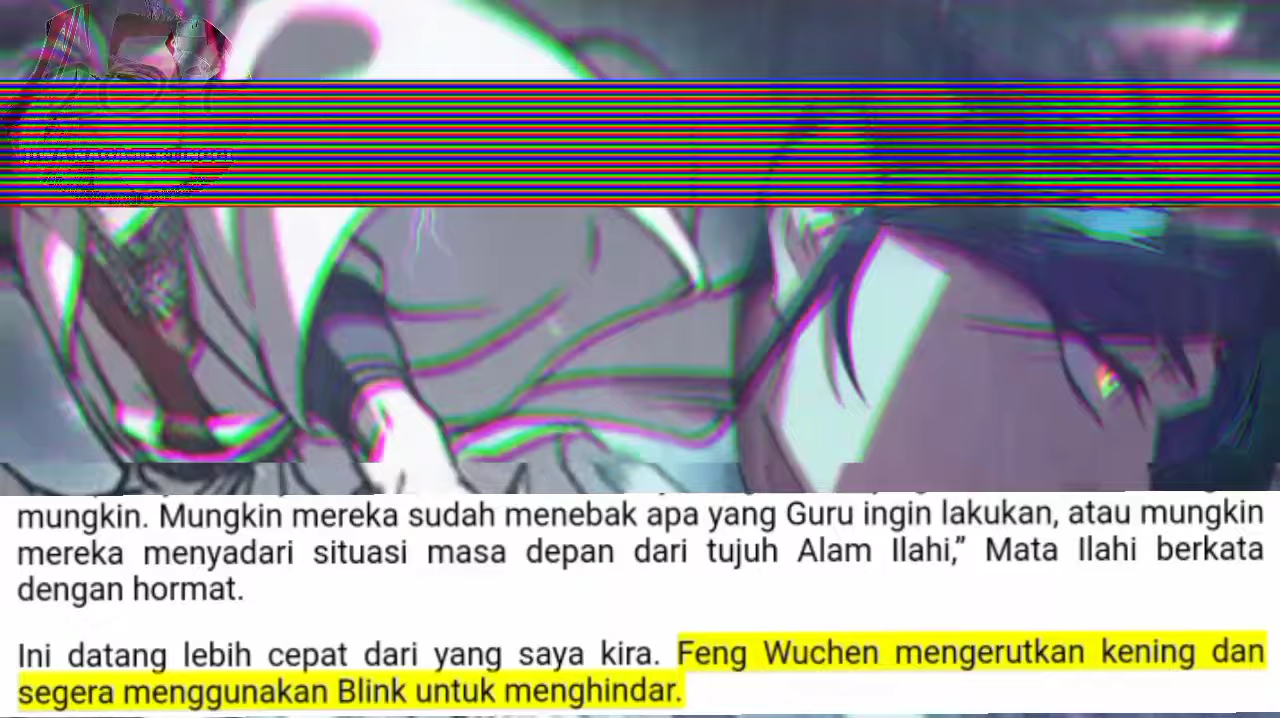 mungkin. Mungkin mereka sudah menebak apa yang Guru ingin lakukan, atau mungkin
mereka menyadari situasi masa depan dari tujuh Alam Ilahi,” Mata Ilahi berkata
dengan hormat.
Ini datang lebih cepat dari yang saya kira. Feng Wuchen mengerutkan kening dan
segera menggunakan Blink untuk menghindar.